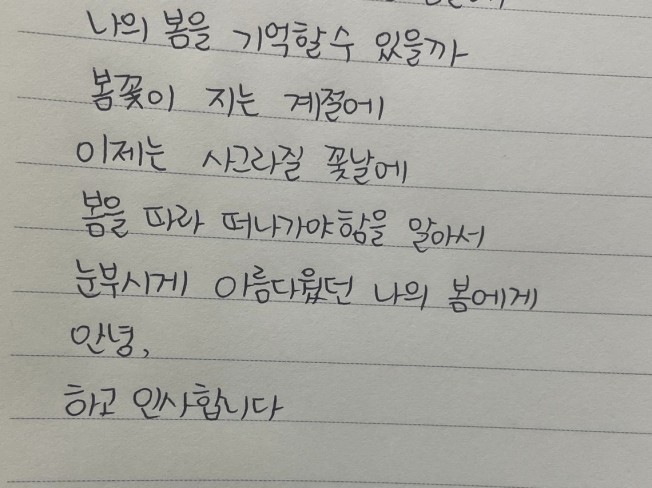 나의 봄을 기억할 수 있을까
봄꽃이 지는 계절에
이제는 사그라질 꽃날에
봄을 따라 떠나가야함을 알아서
눈부시게 아름다웠던 나의 봄에게
안녕,
하고 인사합니다